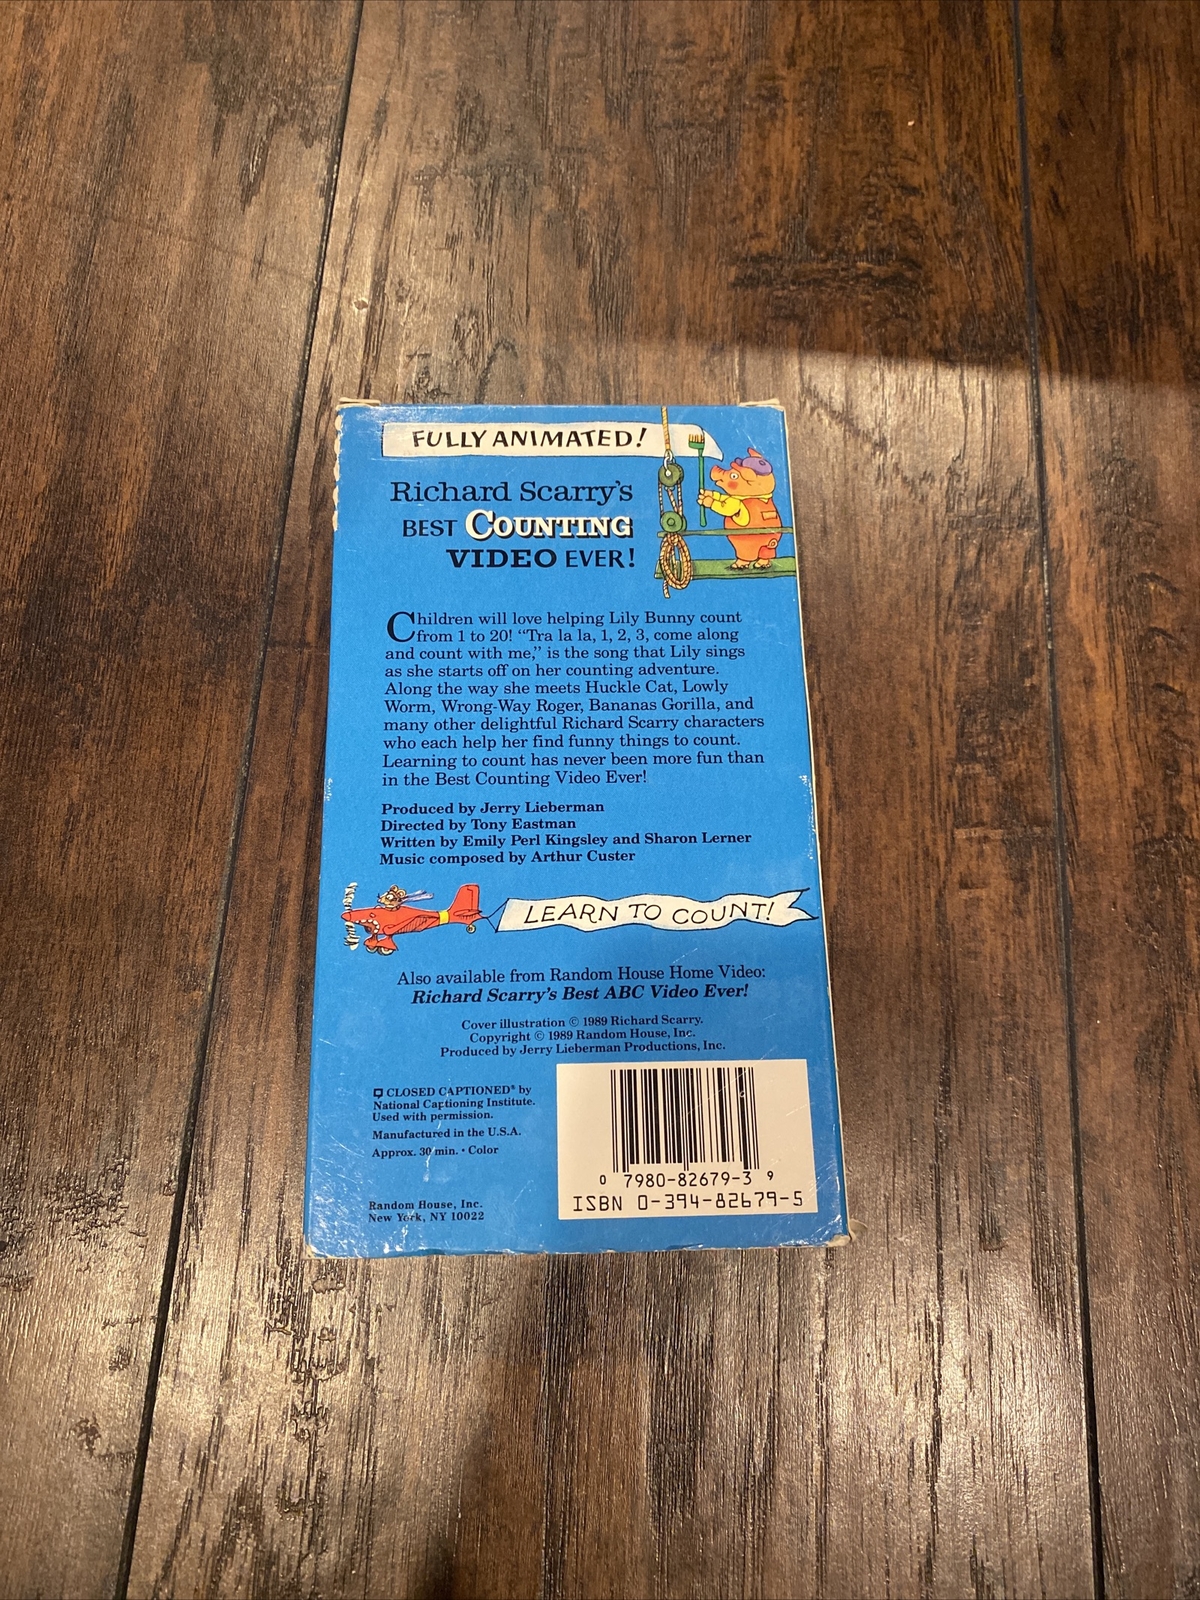 FULLY ANIMATED!
Richard Scarry's
BEST COUNTING
VIDEO EVER!
Children will love helping Lily Bunny count
from 1 to 20! "Tra la la, 1, 2, 3, come along
and count with me," is the song that Lily sings
as she starts off on her counting adventure.
Along the way she meets Huckle Cat, Lowly
Worm, Wrong-Way Roger, Bananas Gorilla, and
many other delightful Richard Scarry characters
who each help her find funny things to count.
Learning to count has never been more fun than
in the Best Counting Video Ever!
Produced by Jerry Lieberman
Directed by Tony Eastman
Written by Emily Perl Kingsley and Sharon Lerner
Music composed by Arthur Custer
LEARN TO COUNT!
Also available from Random House Home Video:
Richard Scarry's Best ABC Video Ever!
Cover illustration © 1989 Richard Scarry.
Copyright © 1989 Random House, Inc.
Produced by Jerry Lieberman Productions, Inc.
CLOSED CAPTIONED® by
National Captioning Institute.
Used with permission.
Manufactured in the U.S.A.
Approx. 30 min. • Color
Random House, Inc.
New York, NY 10022
0 7980-82679-3 9
ISBN 0-394-82679-5